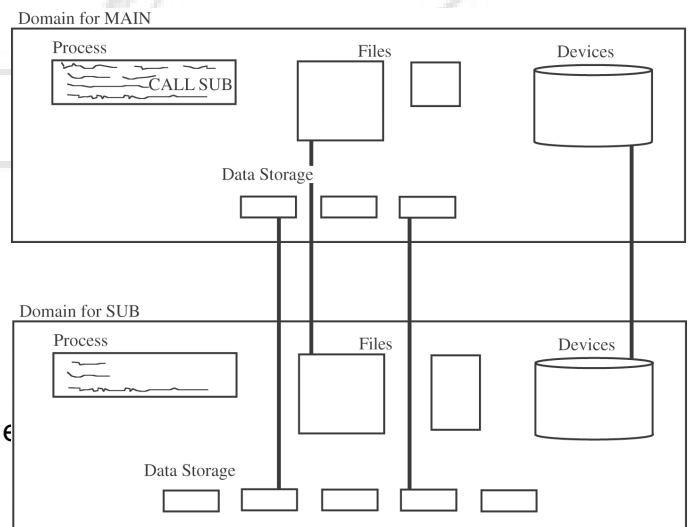 Domain for MAIN
Process
Files
Devices
CALL SUB
Data Storage
Domain for SUB
Process
Files
Devices
e
Data Storage